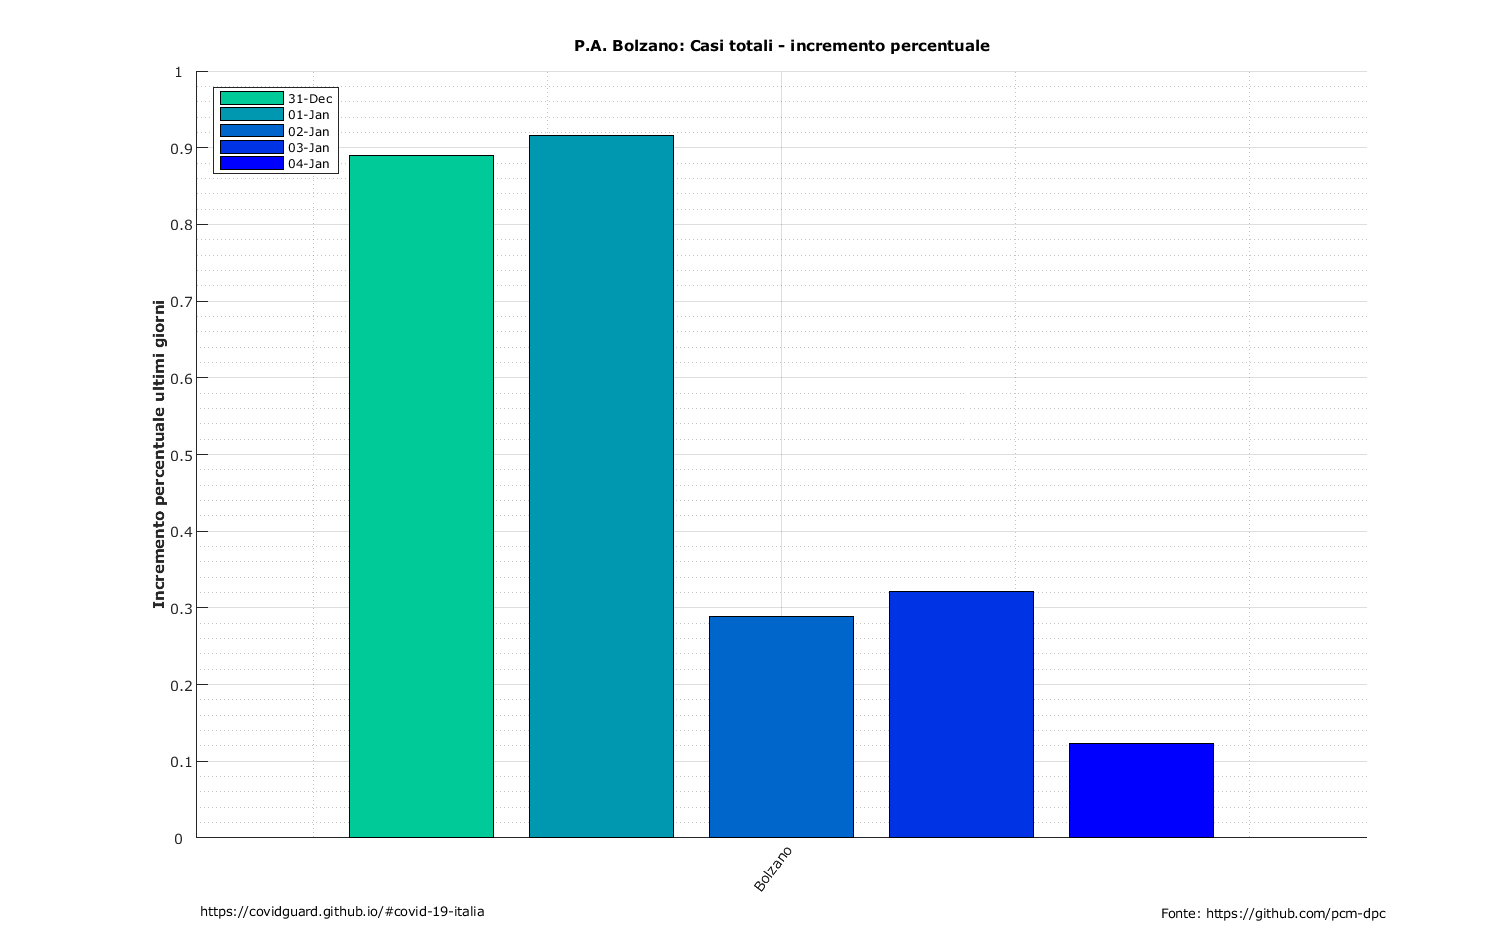 P.A. Bolzano: Casi totali - incremento percentuale
31-Dec
01-Jan
02-Jan
03-Jan
04-Jan
Incremento percentuale ultimi giorni
1
0.9
0.8
0.7
0.6
0.5
0.4
0.3
0.2
0.1
0
Bolzano
https://covidguard.github.io/#covid-19-italia
Fonte: https://github.com/pcm-dpc